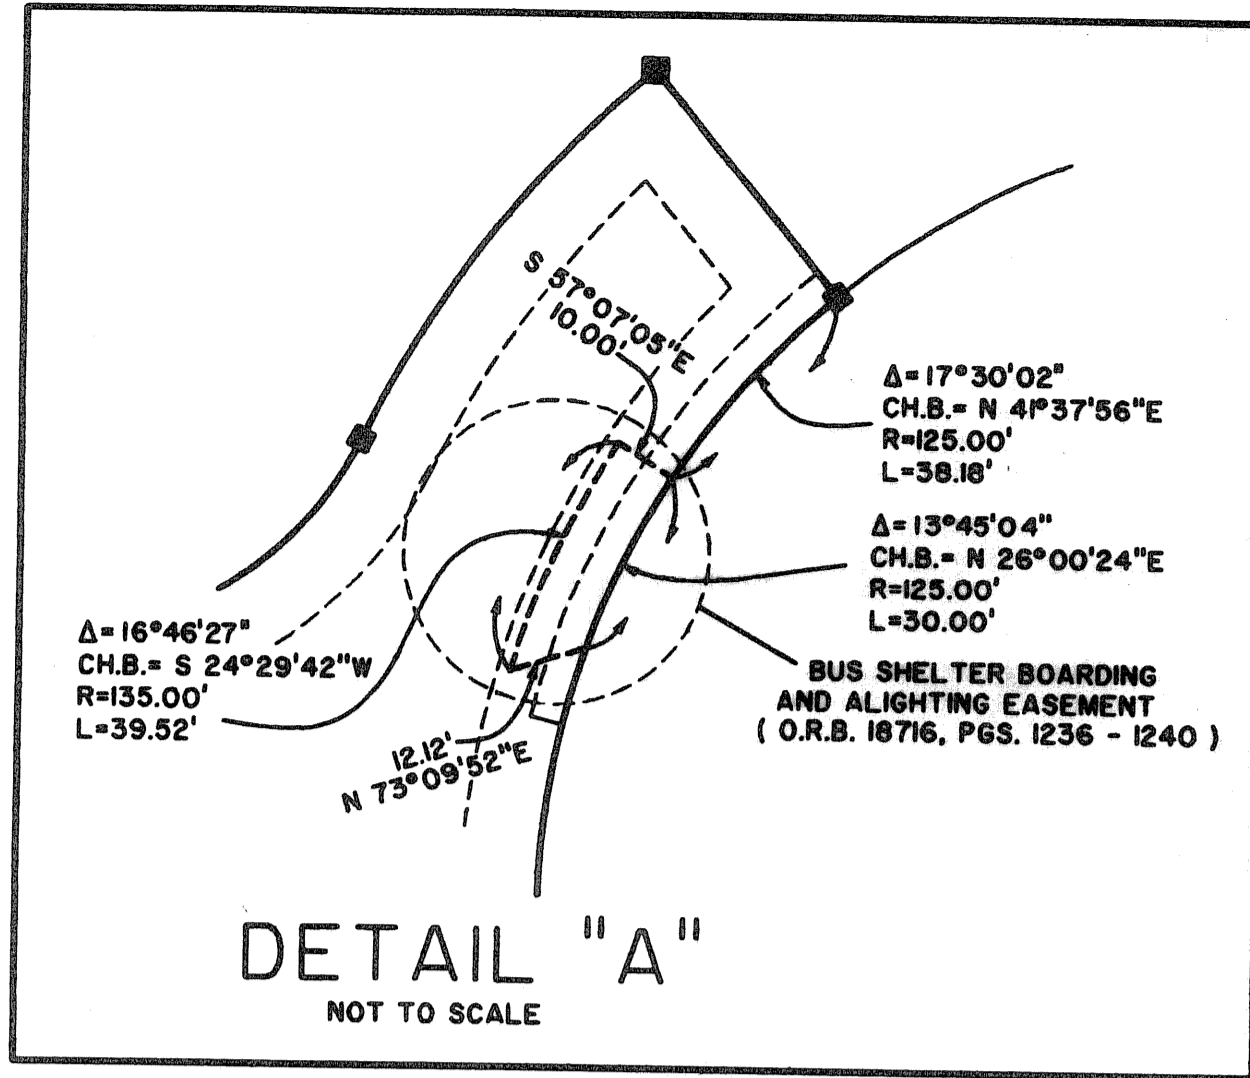 S 57°07'05"E
10.00'
Δ=17°30'02"
CH.B.= N 41°37'56"E
R=125.00'
L=38.18'
Δ=13°45'04"
CH.B.= N 26°00'24"E
R=125.00'
L=30.00'
Δ=16°46'27"
CH.B.= S 24°29'42"W
R=135.00'
L=39.52'
BUS SHELTER BOARDING
AND ALIGHTING EASEMENT
( O.R.B. 18716, PGS. 1236 - 1240 )
12.12'
N 73°09'52"E
DETAIL "A"
NOT TO SCALE